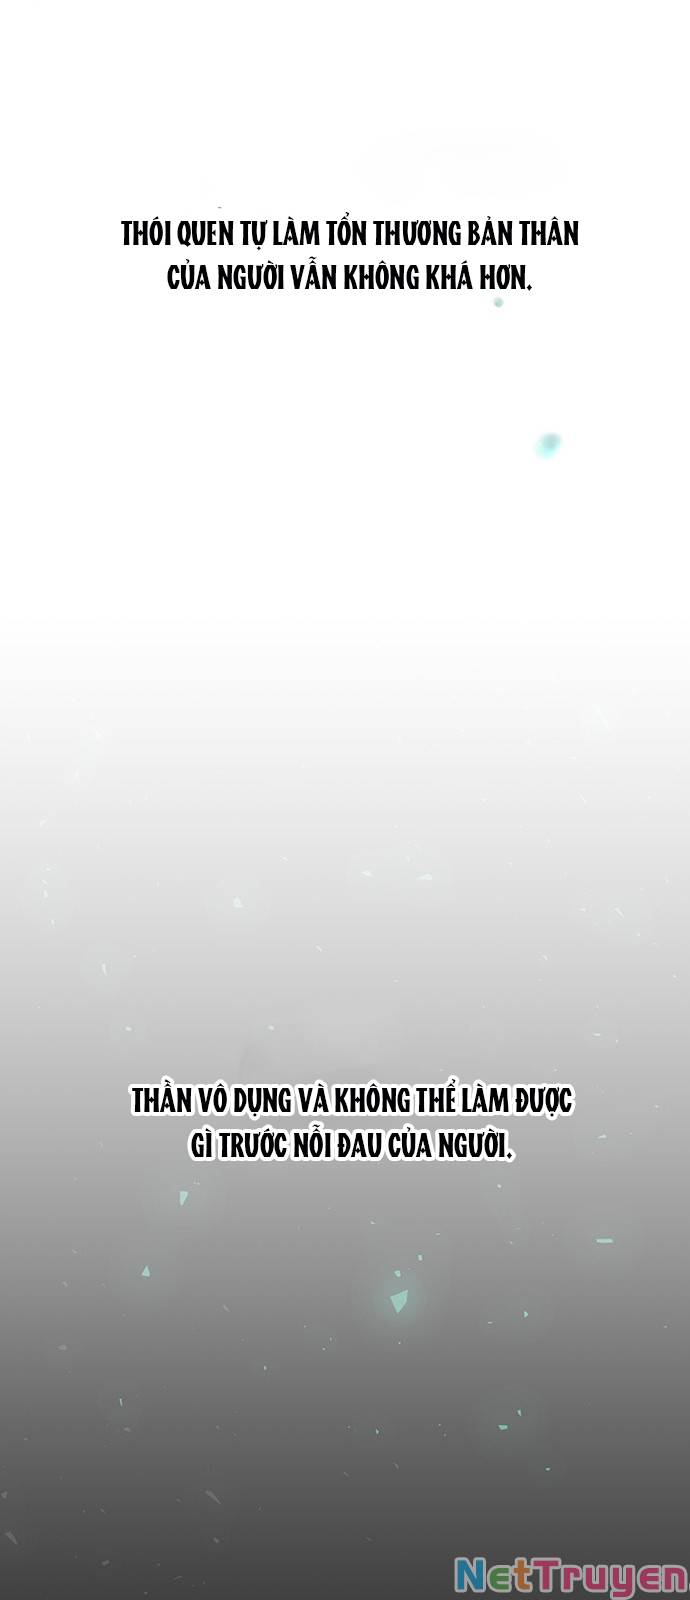 THÓI QUEN TỰ LÀM TỔN THƯƠNG BẢN THÂN
CỦA NGƯỜI VẪN KHÔNG KHÁ HƠN.
THẦN VÔ DỤNG VÀ KHÔNG THỂ LÀM ĐƯỢC
GÌ TRƯỚC NỖI ĐAU CỦA NGƯỜI.
NetTruyen